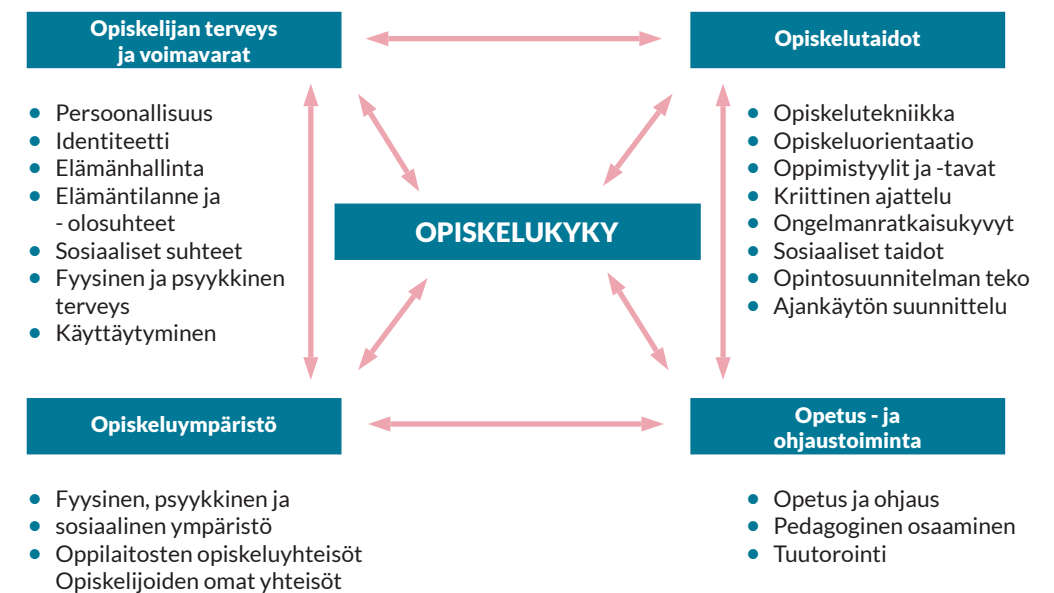 Opiskelijan terveys
ja voimavarat
• Persoonallisuus
• Identiteetti
• Elämänhallinta
• Elämäntilanne ja
- olosuhteet
• Sosiaaliset suhteet
• Fyysinen ja psyykkinen
terveys
• Käyttäytyminen
Opiskelutaidot
• Opiskelutekniikka
• Opiskeluorientaatio
• Oppimistyylit ja -tavat
• Kriittinen ajattelu
• Ongelmanratkaisukyvyt
• Sosiaaliset taidot
• Opintosuunnitelman teko
• Ajankäytön suunnittelu
OPISKELUKYKY
Opiskeluympäristö
• Fyysinen, psyykkinen ja
• sosiaalinen ympäristö
• Oppilaitosten opiskeluyhteisöt
Opiskelijoiden omat yhteisöt
Opetus - ja
ohjaustoiminta
• Opetus ja ohjaus
• Pedagoginen osaaminen
• Tuutorointi